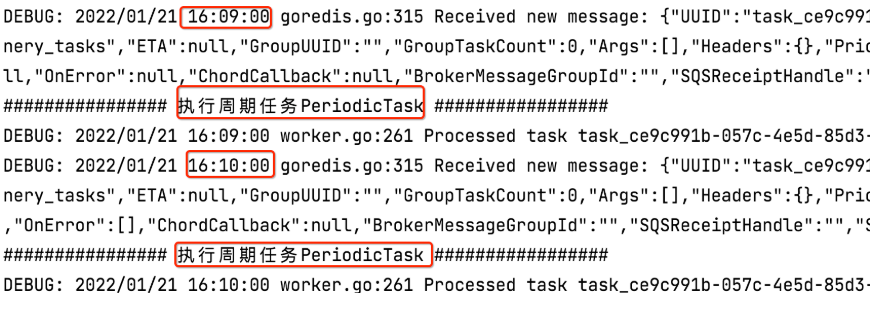 DEBUG: 2022/01/21 16:09:00 goredis.go:315 Received new message: {"UUID":"task_ce9c991
nery_tasks","ETA":null,"GroupUUID":"","GroupTaskCount":0,"Args":[],"Headers":{},"Prio
ll,"OnError":null,"ChordCallback":null,"BrokerMessageGroupId":"","SQSReceiptHandle":"
################ 执行周期任务PeriodicTask #################
DEBUG: 2022/01/21 16:09:00 worker.go:261 Processed task task_ce9c991b-057c-4e5d-85d3-
DEBUG: 2022/01/21 16:10:00 goredis.go:315 Received new message: {"UUID":"task_ce9c991
nery_tasks","ETA":null,"GroupUUID":"","GroupTaskCount":0,"Args":[],"Headers":{},"Prio
,"OnError":[],"ChordCallback":null,"BrokerMessageGroupId":"","SQSReceiptHandle":"","S
################ 执行周期任务PeriodicTask #################
DEBUG: 2022/01/21 16:10:00 worker.go:261 Processed task task_ce9c991b-057c-4e5d-85d3-